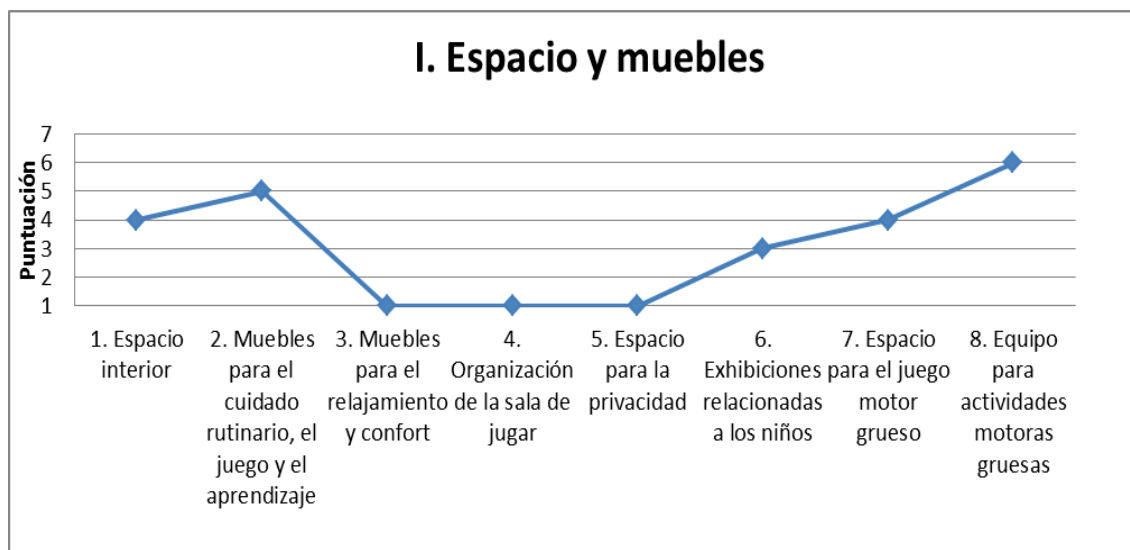 I. Espacio y muebles
Puntuación
7
6
5
4
3
2
1
1. Espacio
interior
2. Muebles
para el
cuidado
rutinario, el
juego y el
aprendizaje
3. Muebles
para el
relajamiento
y confort
4.
Organización
de la sala de
jugar
5. Espacio
para la
privacidad
6.
Exhibiciones
relacionadas
a los niños
7. Espacio
para el juego
motor
grueso
8. Equipo
para
actividades
motoras
gruesas